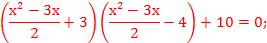 ((x² − 3x)/2 + 3)((x² − 3x)/2 − 4) + 10 = 0;